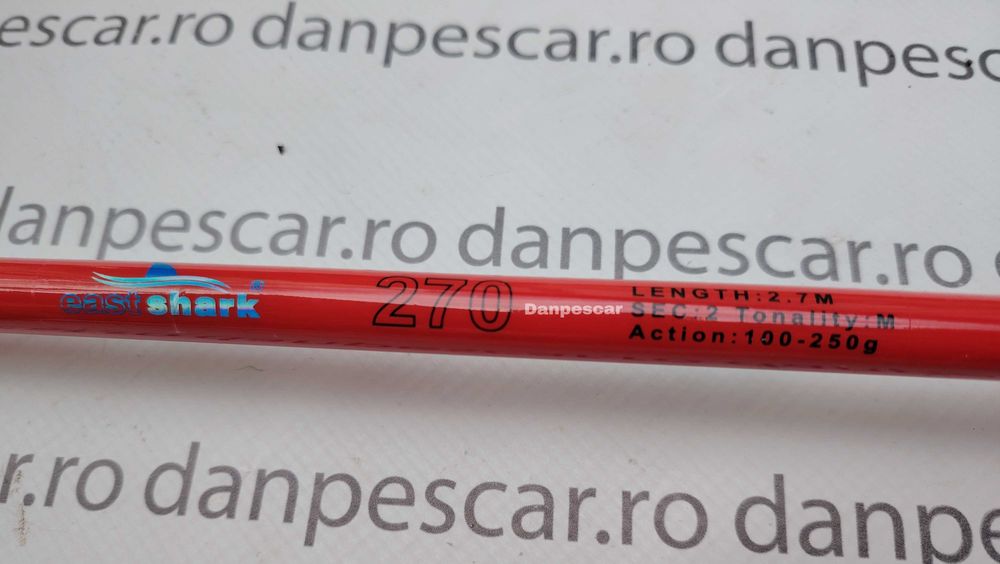 escar.ro danpescar.ro danpesc
danpescar.ro danpescar.ro
eastshark®
270
Danpescar
LENGTH:2.7M
SEC:2 Tonality:M
Action:100-250g
r.ro danpescar.ro danpe